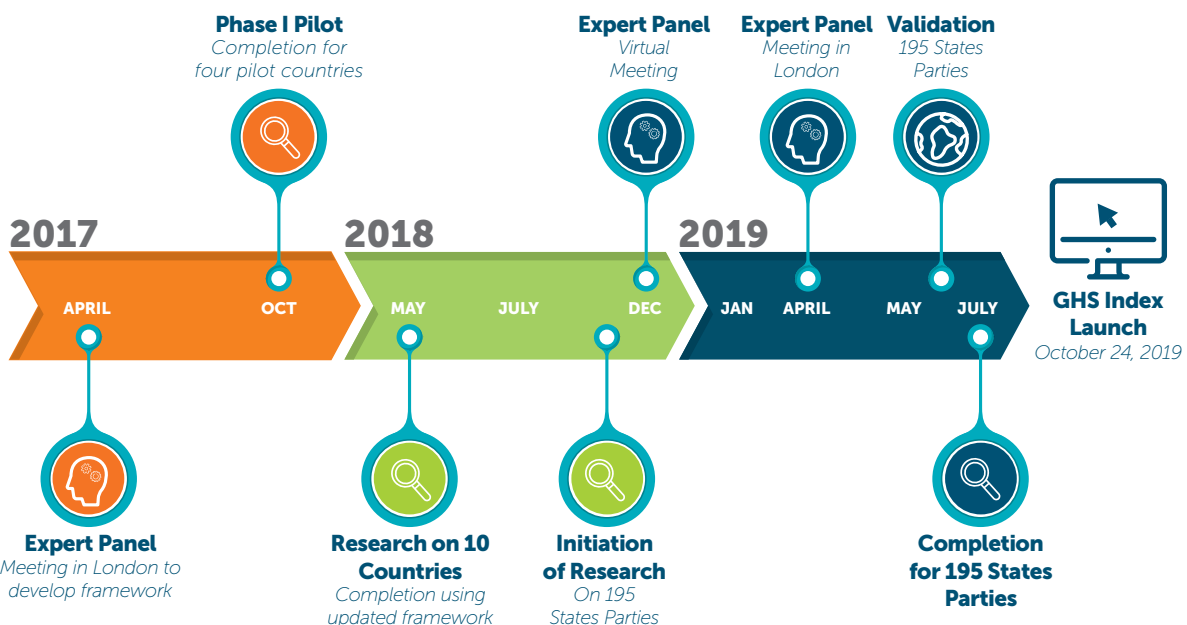 Phase I Pilot
Completion for
four pilot countries
Expert Panel
Virtual
Meeting
Expert Panel
Meeting in
London
Validation
195 States
Parties
2017
2018
2019
APRIL
OCT
MAY
JULY
DEC
JAN
APRIL
MAY
JULY
GHS Index
Launch
October 24, 2019
Expert Panel
Meeting in London to
develop framework
Research on 10
Countries
Completion using
updated framework
Initiation
of Research
On 195
States Parties
Completion
for 195 States
Parties